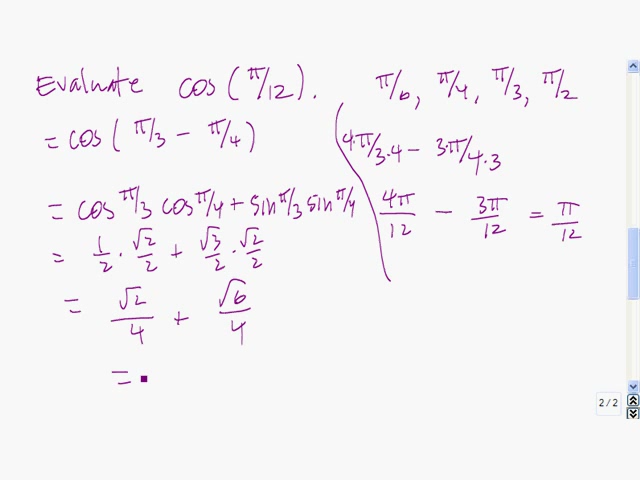 Evaluate cos(π/12).
= cos(π/3 − π/4)
= cos π/3 cos π/4 + sin π/3 sin π/4
= 1/2 · √2/2 + √3/2 · √2/2
= √2/4 + √6/4
=
π/6, π/4, π/3, π/2
4·π/3·4 − 3·π/4·3
4π/12 − 3π/12 = π/12
2/2